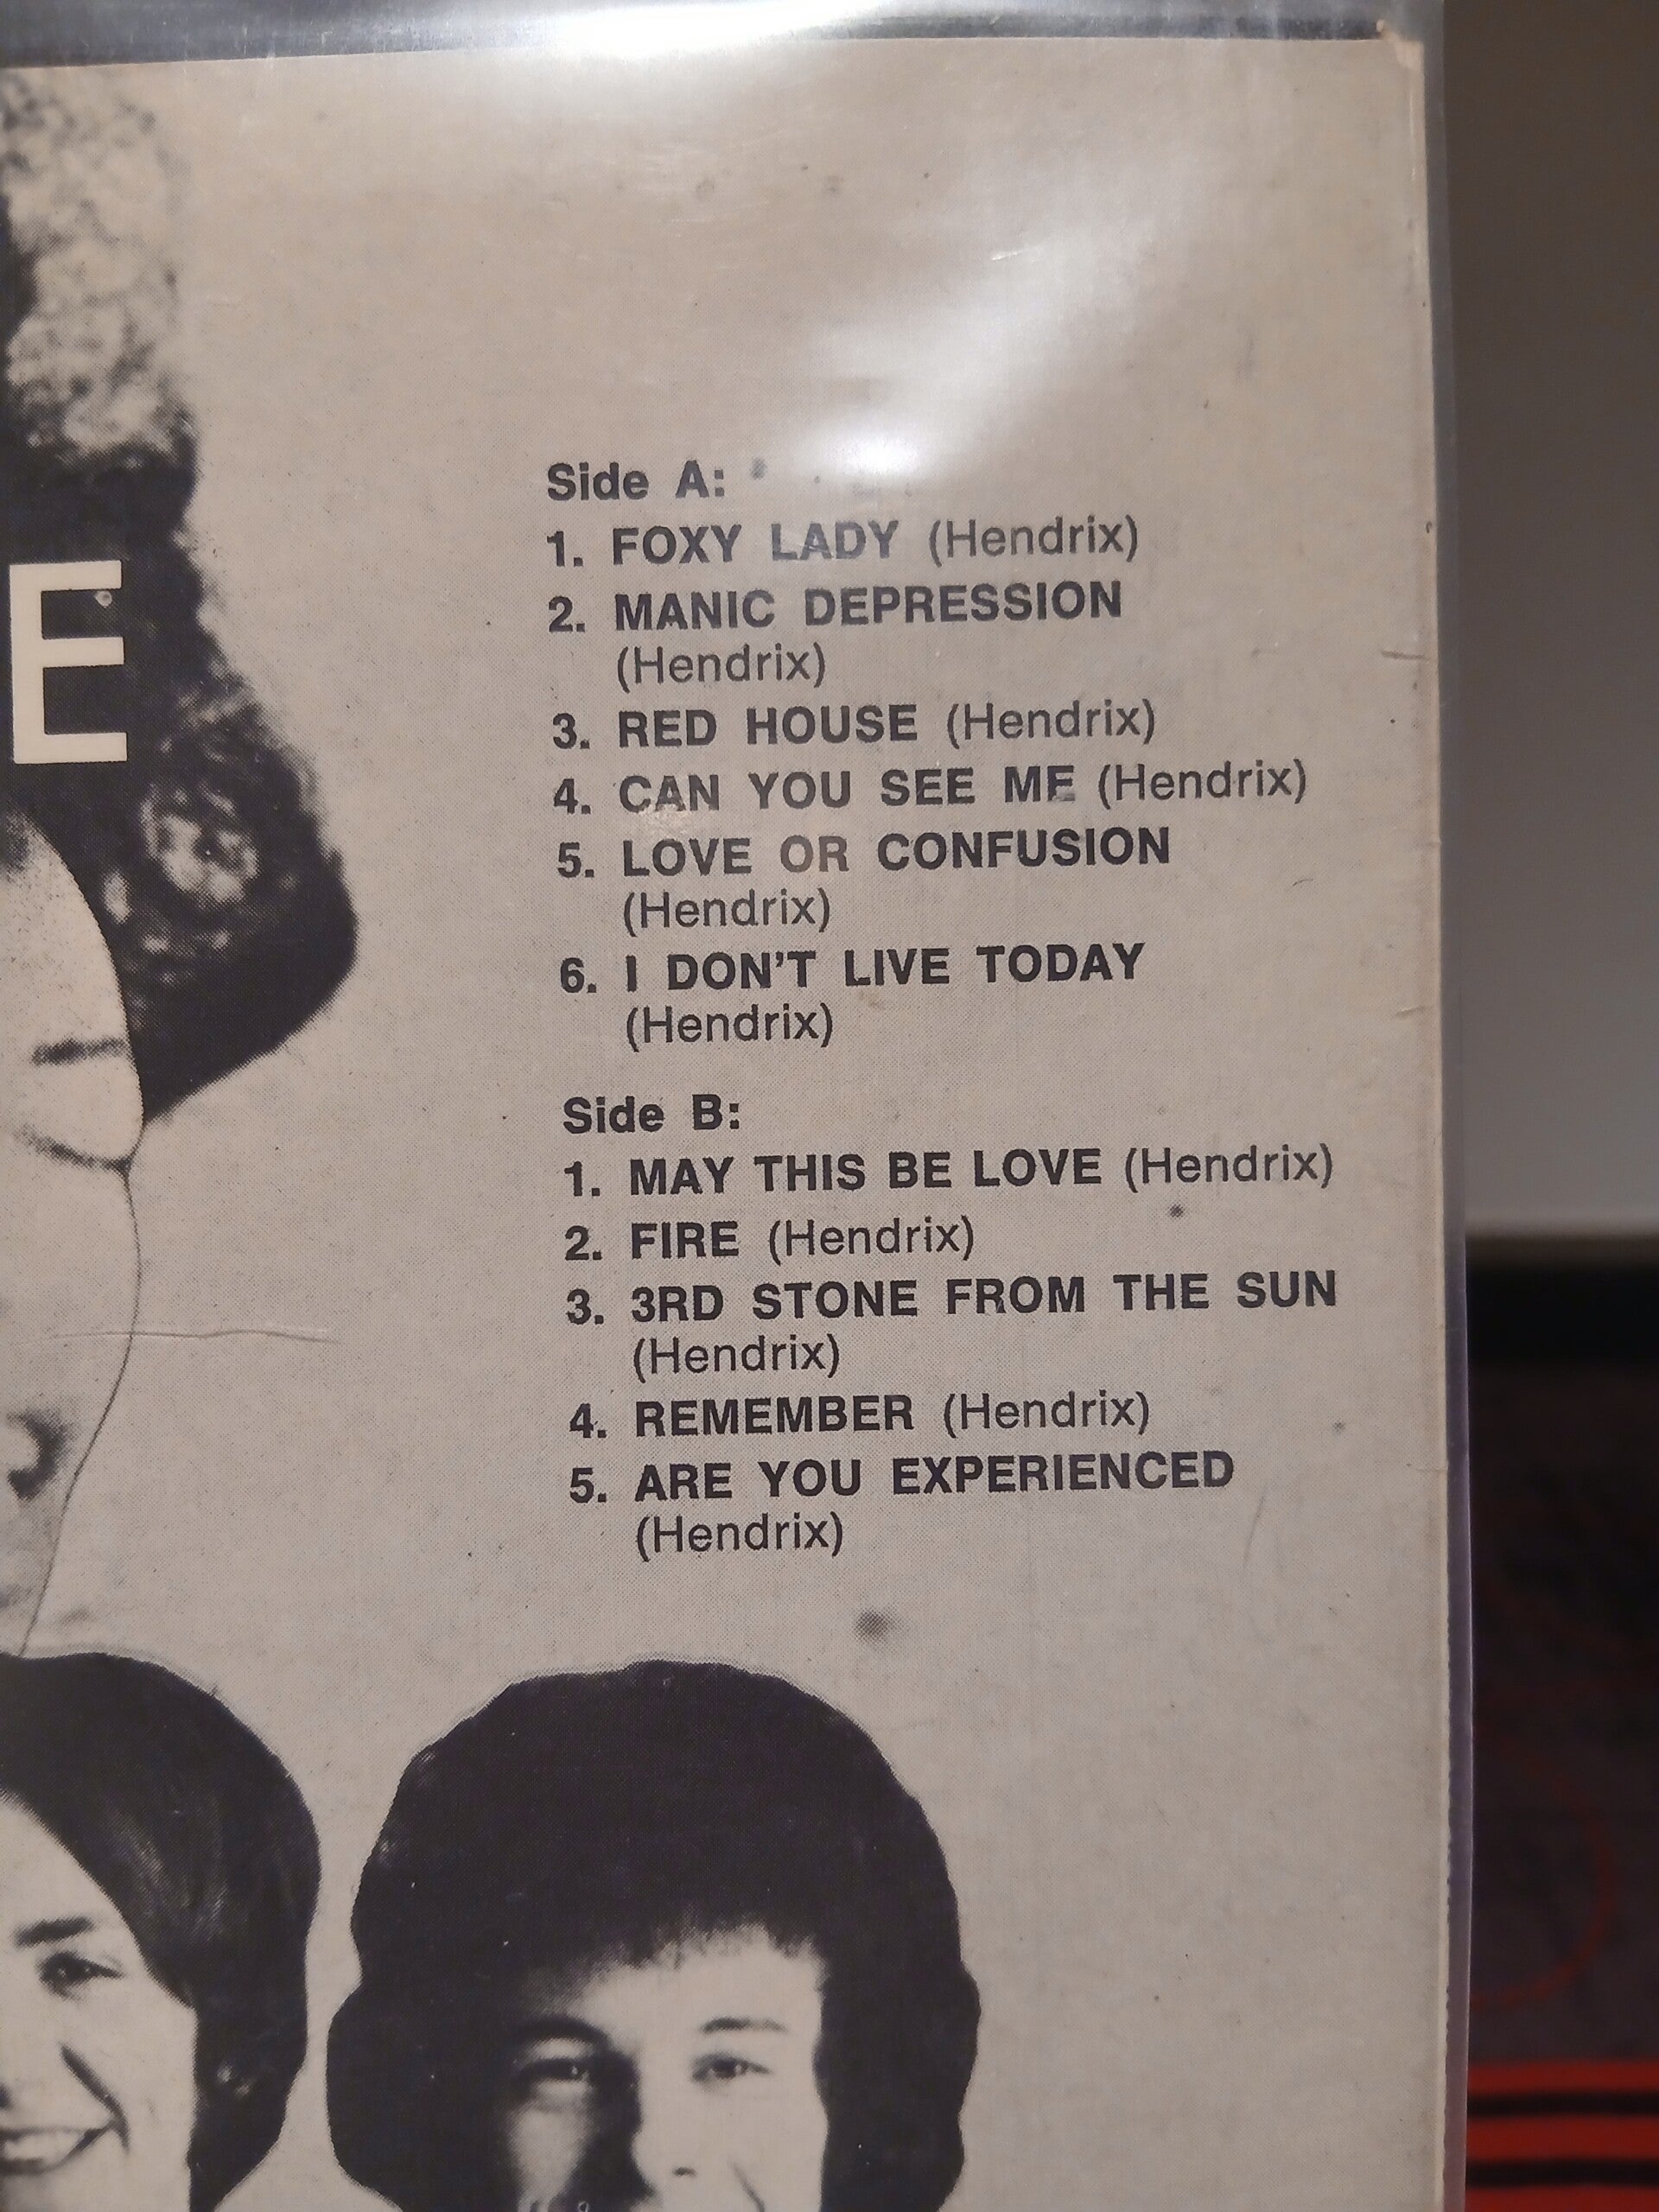 E
Side A:
1. FOXY LADY (Hendrix)
2. MANIC DEPRESSION
(Hendrix)
3. RED HOUSE (Hendrix)
4. CAN YOU SEE ME (Hendrix)
5. LOVE OR CONFUSION
(Hendrix)
6. I DON'T LIVE TODAY
(Hendrix)
Side B:
1. MAY THIS BE LOVE (Hendrix)
2. FIRE (Hendrix)
3. 3RD STONE FROM THE SUN
(Hendrix)
4. REMEMBER (Hendrix)
5. ARE YOU EXPERIENCED
(Hendrix)